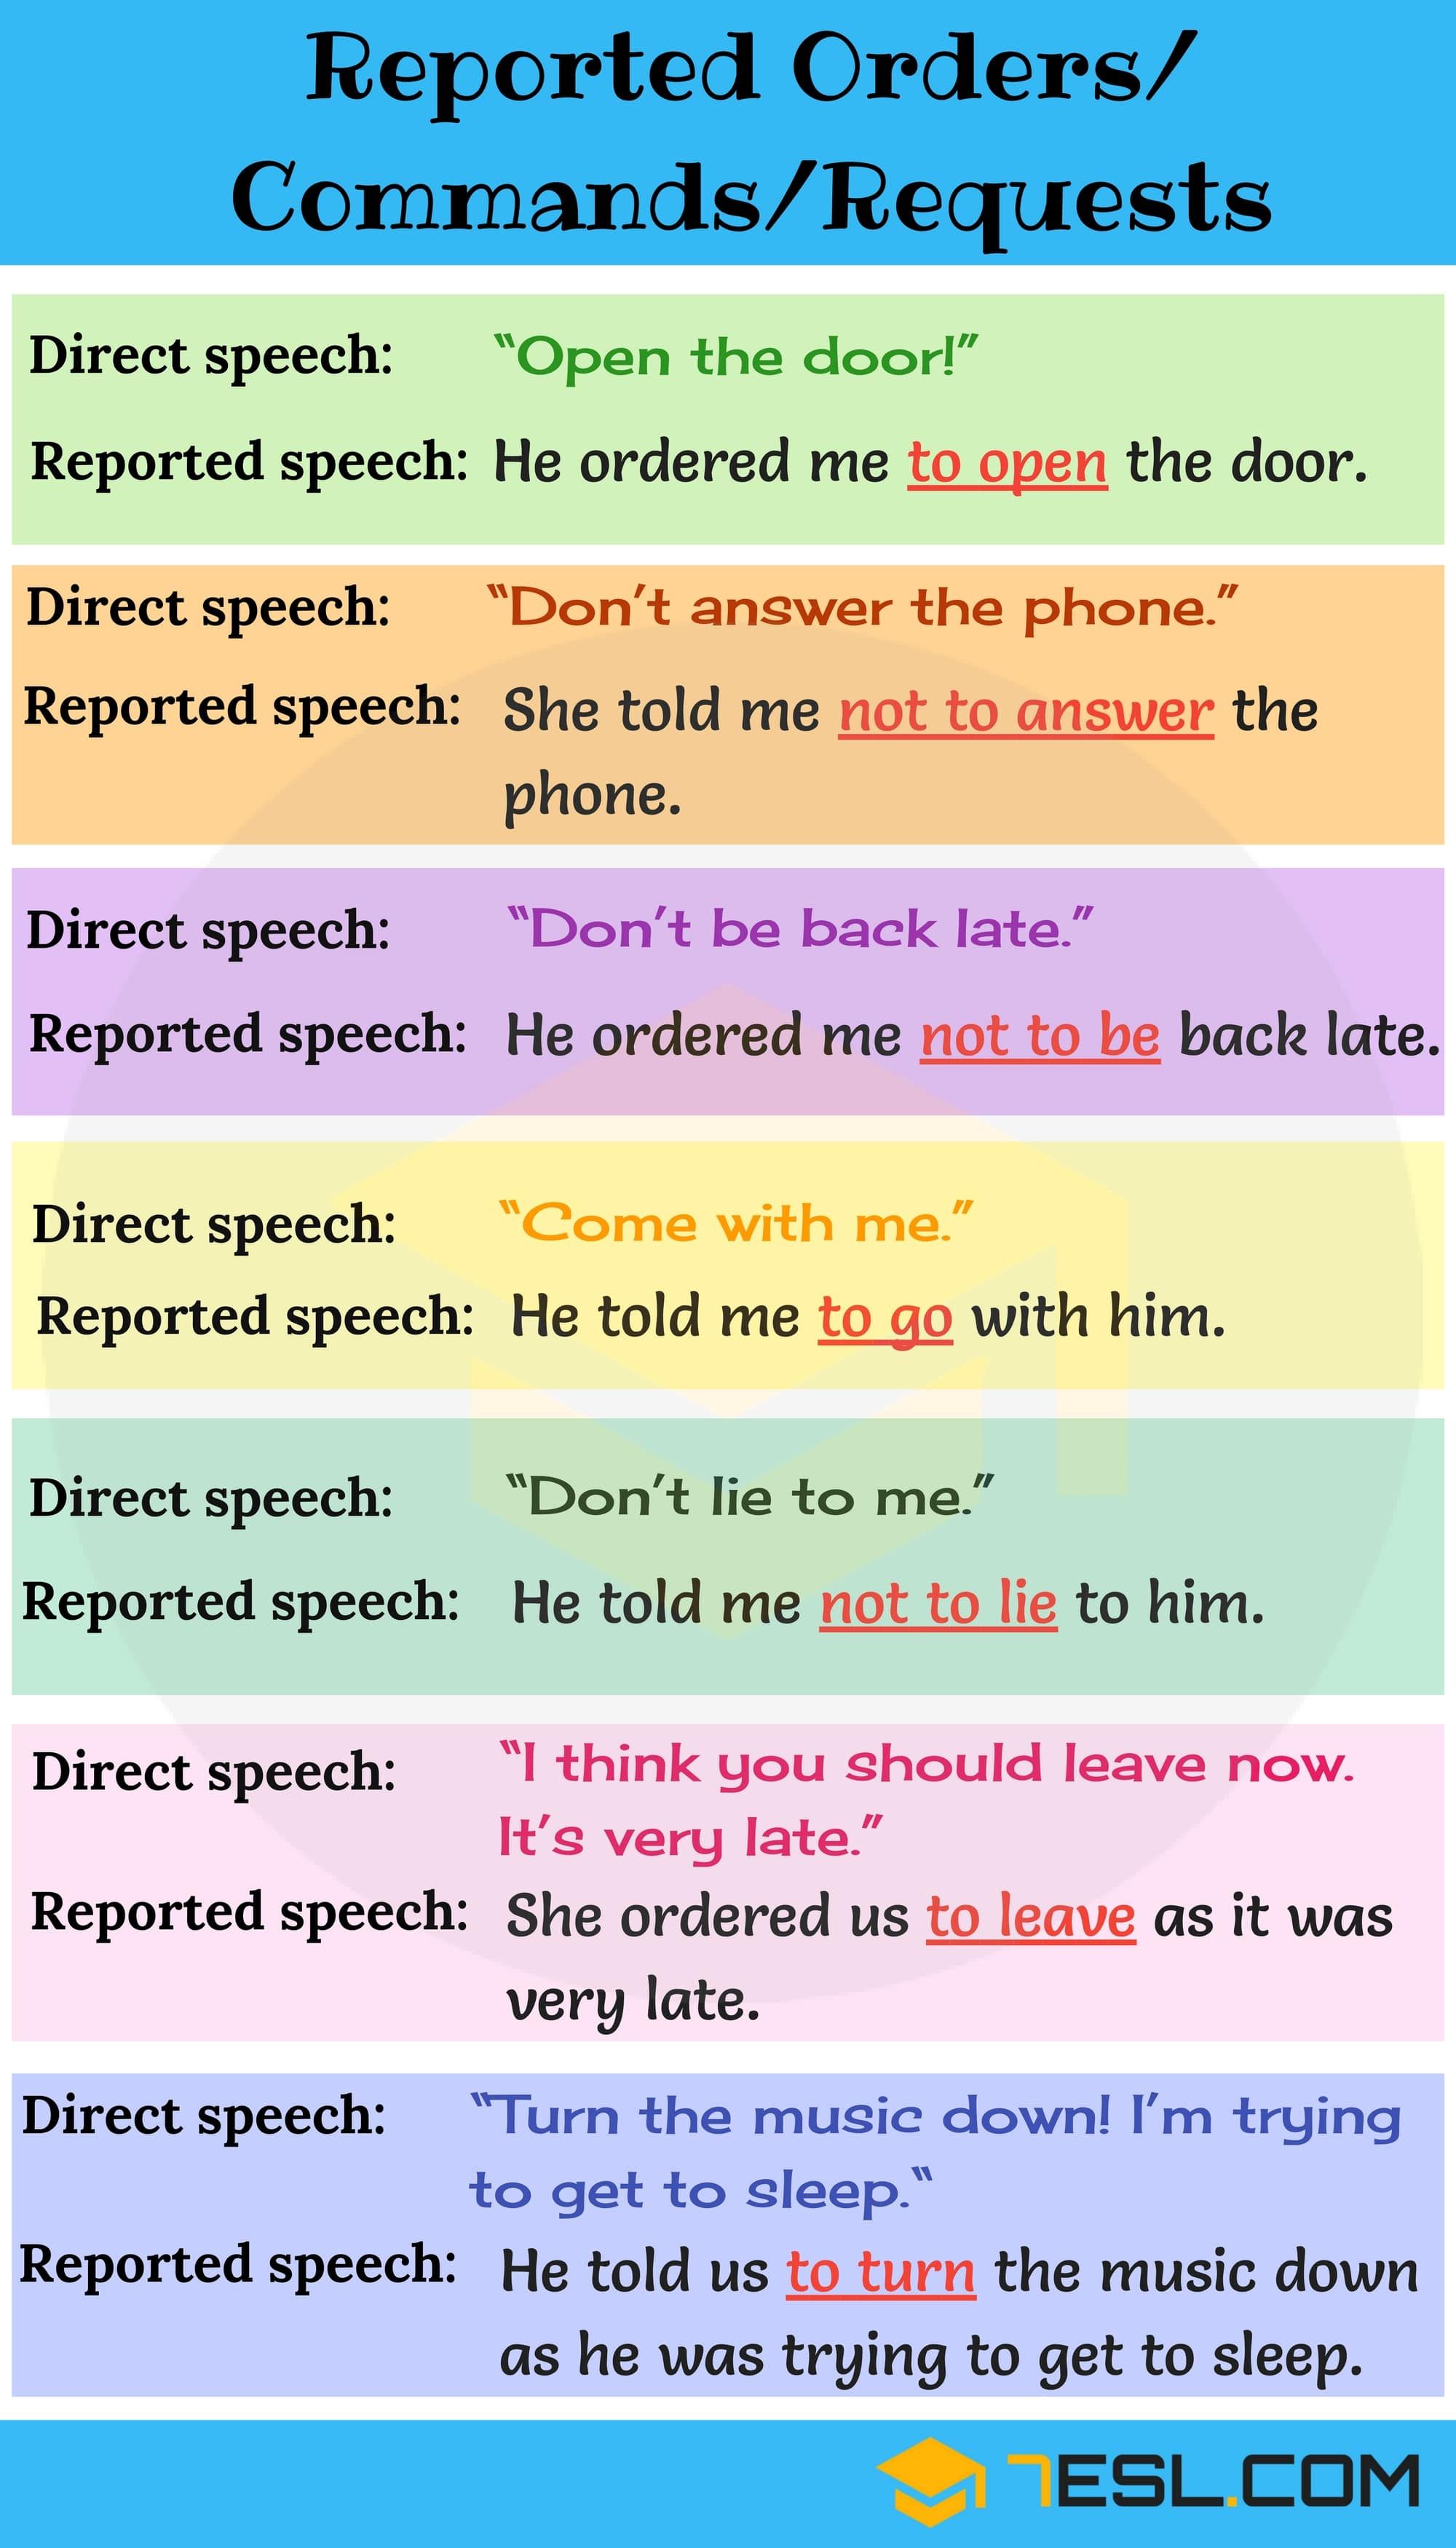 Reported Orders/
Commands/Requests
Direct speech: “Open the door!”
Reported speech: He ordered me to open the door.
Direct speech: “Don’t answer the phone.”
Reported speech: She told me not to answer the
phone.
Direct speech: “Don’t be back late.”
Reported speech: He ordered me not to be back late.
Direct speech: “Come with me.”
Reported speech: He told me to go with him.
Direct speech: “Don’t lie to me.”
Reported speech: He told me not to lie to him.
Direct speech: “I think you should leave now.
It’s very late.”
Reported speech: She ordered us to leave as it was
very late.
Direct speech: “Turn the music down! I’m trying
to get to sleep.“
Reported speech: He told us to turn the music down
as he was trying to get to sleep.
7ESL.COM